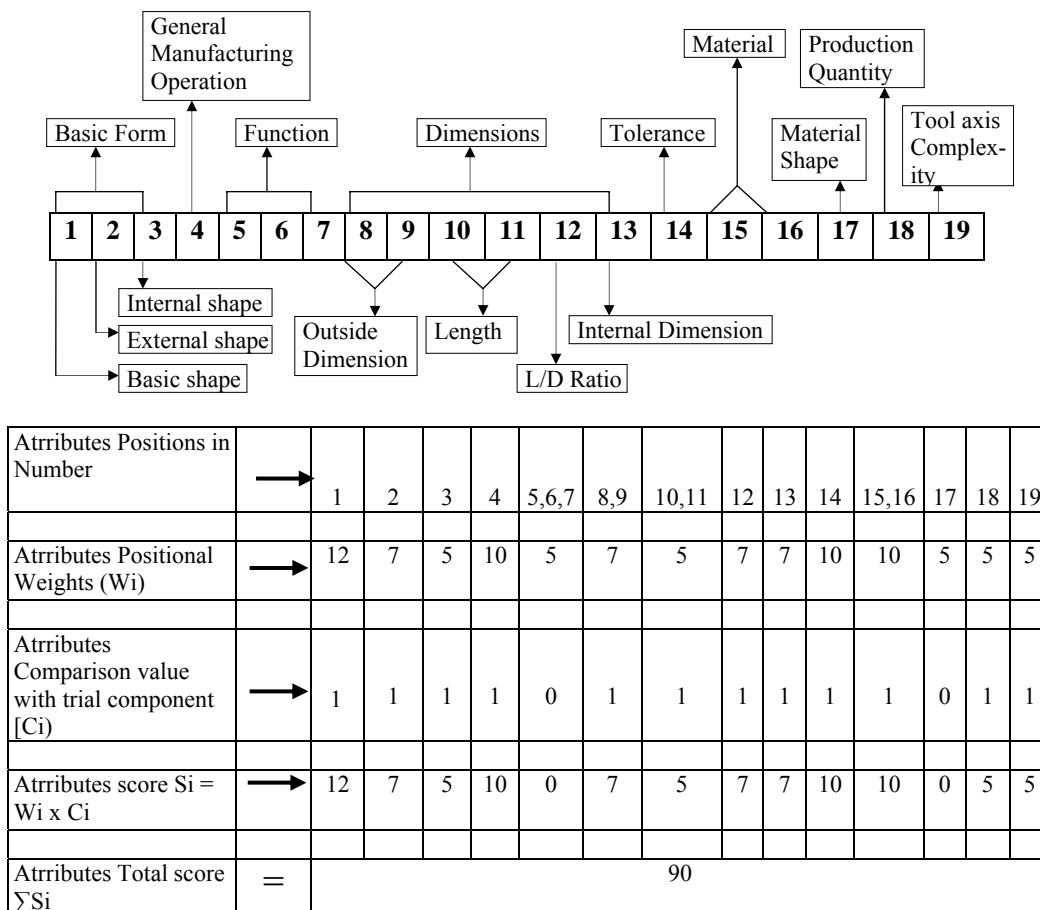 General
Manufacturing
Operation
Material
Production
Quantity
Basic Form
Function
Dimensions
Tolerance
Material
Shape
Tool axis
Complex-
ity
1 2 3 4 5 6 7 8 9 10 11 12 13 14 15 16 17 18 19
Internal shape
External shape
Basic shape
Outside
Dimension
Length
Internal Dimension
L/D Ratio
Atrributes Positions in
Number
1 2 3 4 5,6,7 8,9 10,11 12 13 14 15,16 17 18 19
Atrributes Positional
Weights (Wi)
12 7 5 10 5 7 5 7 7 10 10 5 5 5
Atrributes
Comparison value
with trial component
[Ci)
1 1 1 1 0 1 1 1 1 1 1 0 1 1
Atrributes score Si =
Wi x Ci
12 7 5 10 0 7 5 7 7 10 10 0 5 5
Atrributes Total score
∑Si
=
90